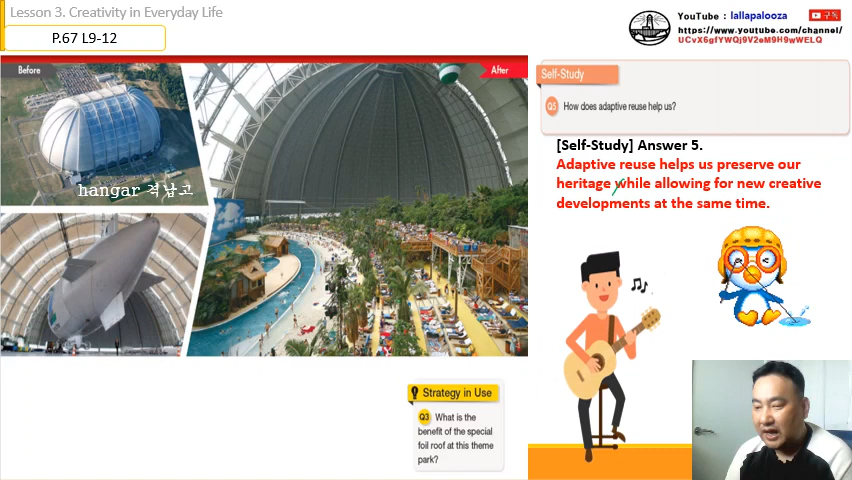 Lesson 3. Creativity in Everyday Life
P.67 L9-12
YouTube : lallapalooza
구독
https://www.youtube.com/channel/
UCvX6gfYWQj9V2eM9H9wWELQ
Before
After
hangar 격납고
Self-Study
Q5 How does adaptive reuse help us?
[Self-Study] Answer 5.
Adaptive reuse helps us preserve our
heritage while allowing for new creative
developments at the same time.
Strategy in Use
Q3 What is the
benefit of the special
foil roof at this theme
park?